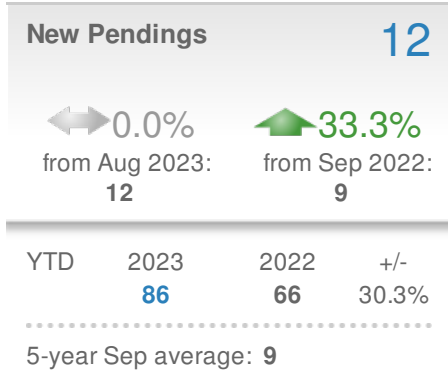 New Pendings 12
0.0% 33.3%
from Aug 2023: from Sep 2022:
12 9
YTD 2023 2022 +/-
86 66 30.3%
5-year Sep average: 9